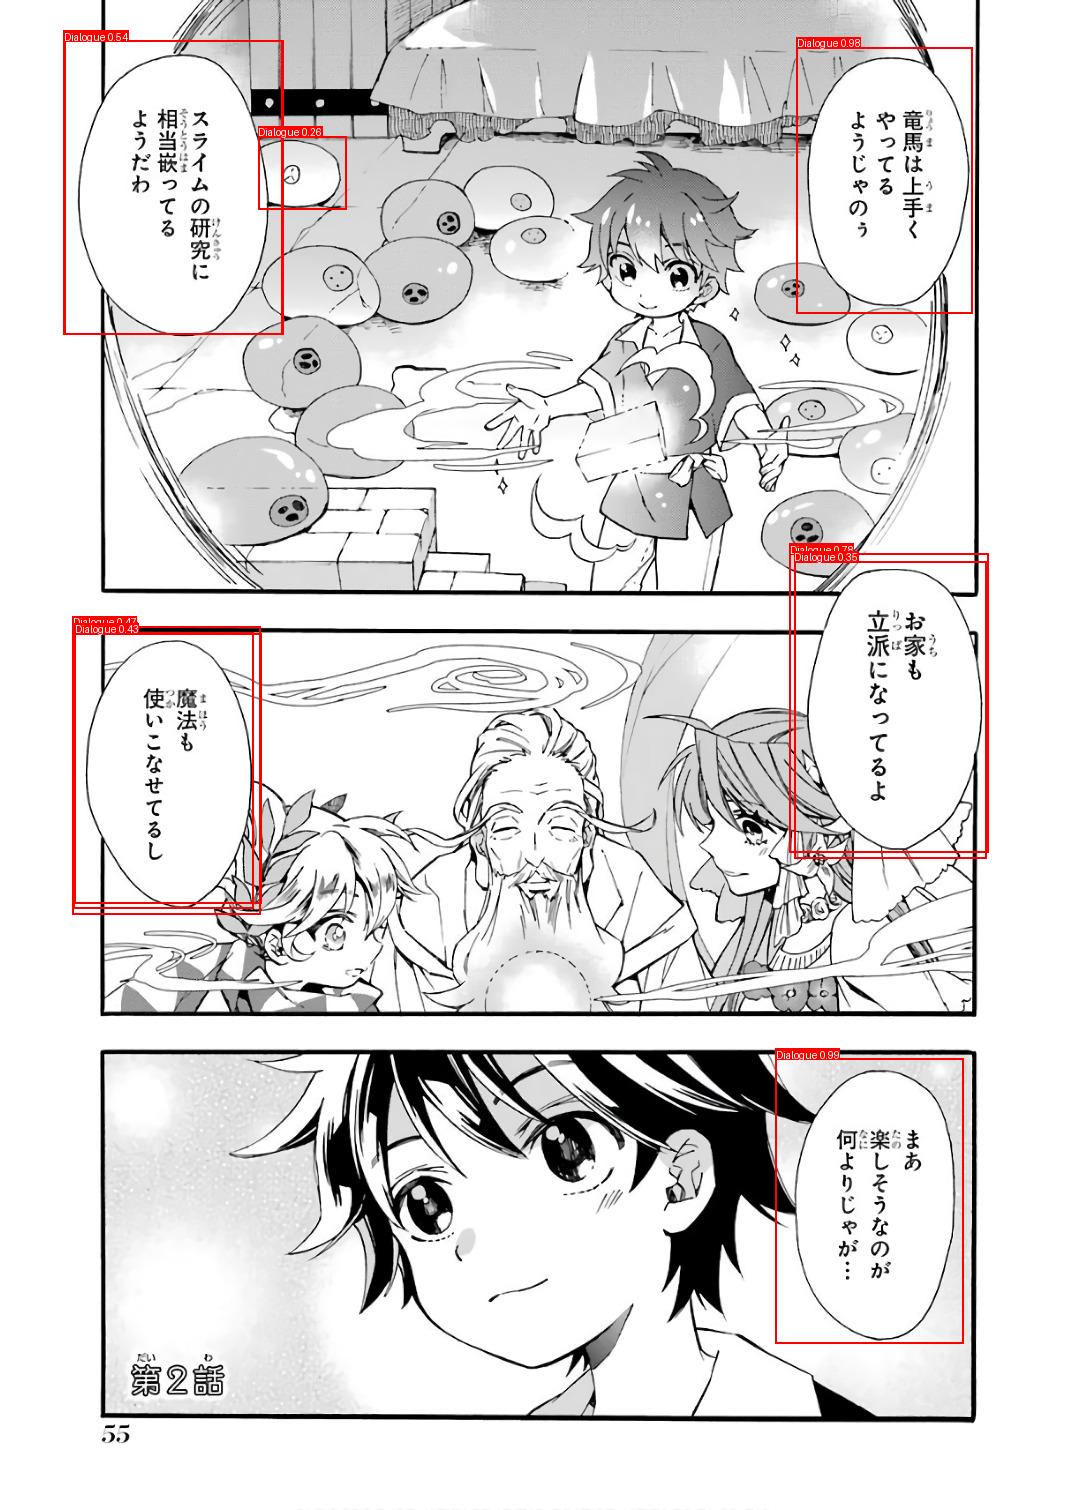 Dialogue 0.98
竜馬は上手く
やってる
ようじゃのぅ
Dialogue 0.54
スライムの研究に
相当嵌ってる
ようだわ
Dialogue 0.26
Dialogue 0.78
Dialogue 0.35
お家も
立派になってるよ
Dialogue 0.47
Dialogue 0.43
魔法も
使いこなせてるし
Dialogue 0.99
まあ
楽しそうなのが
何よりじゃが…
第2話
55